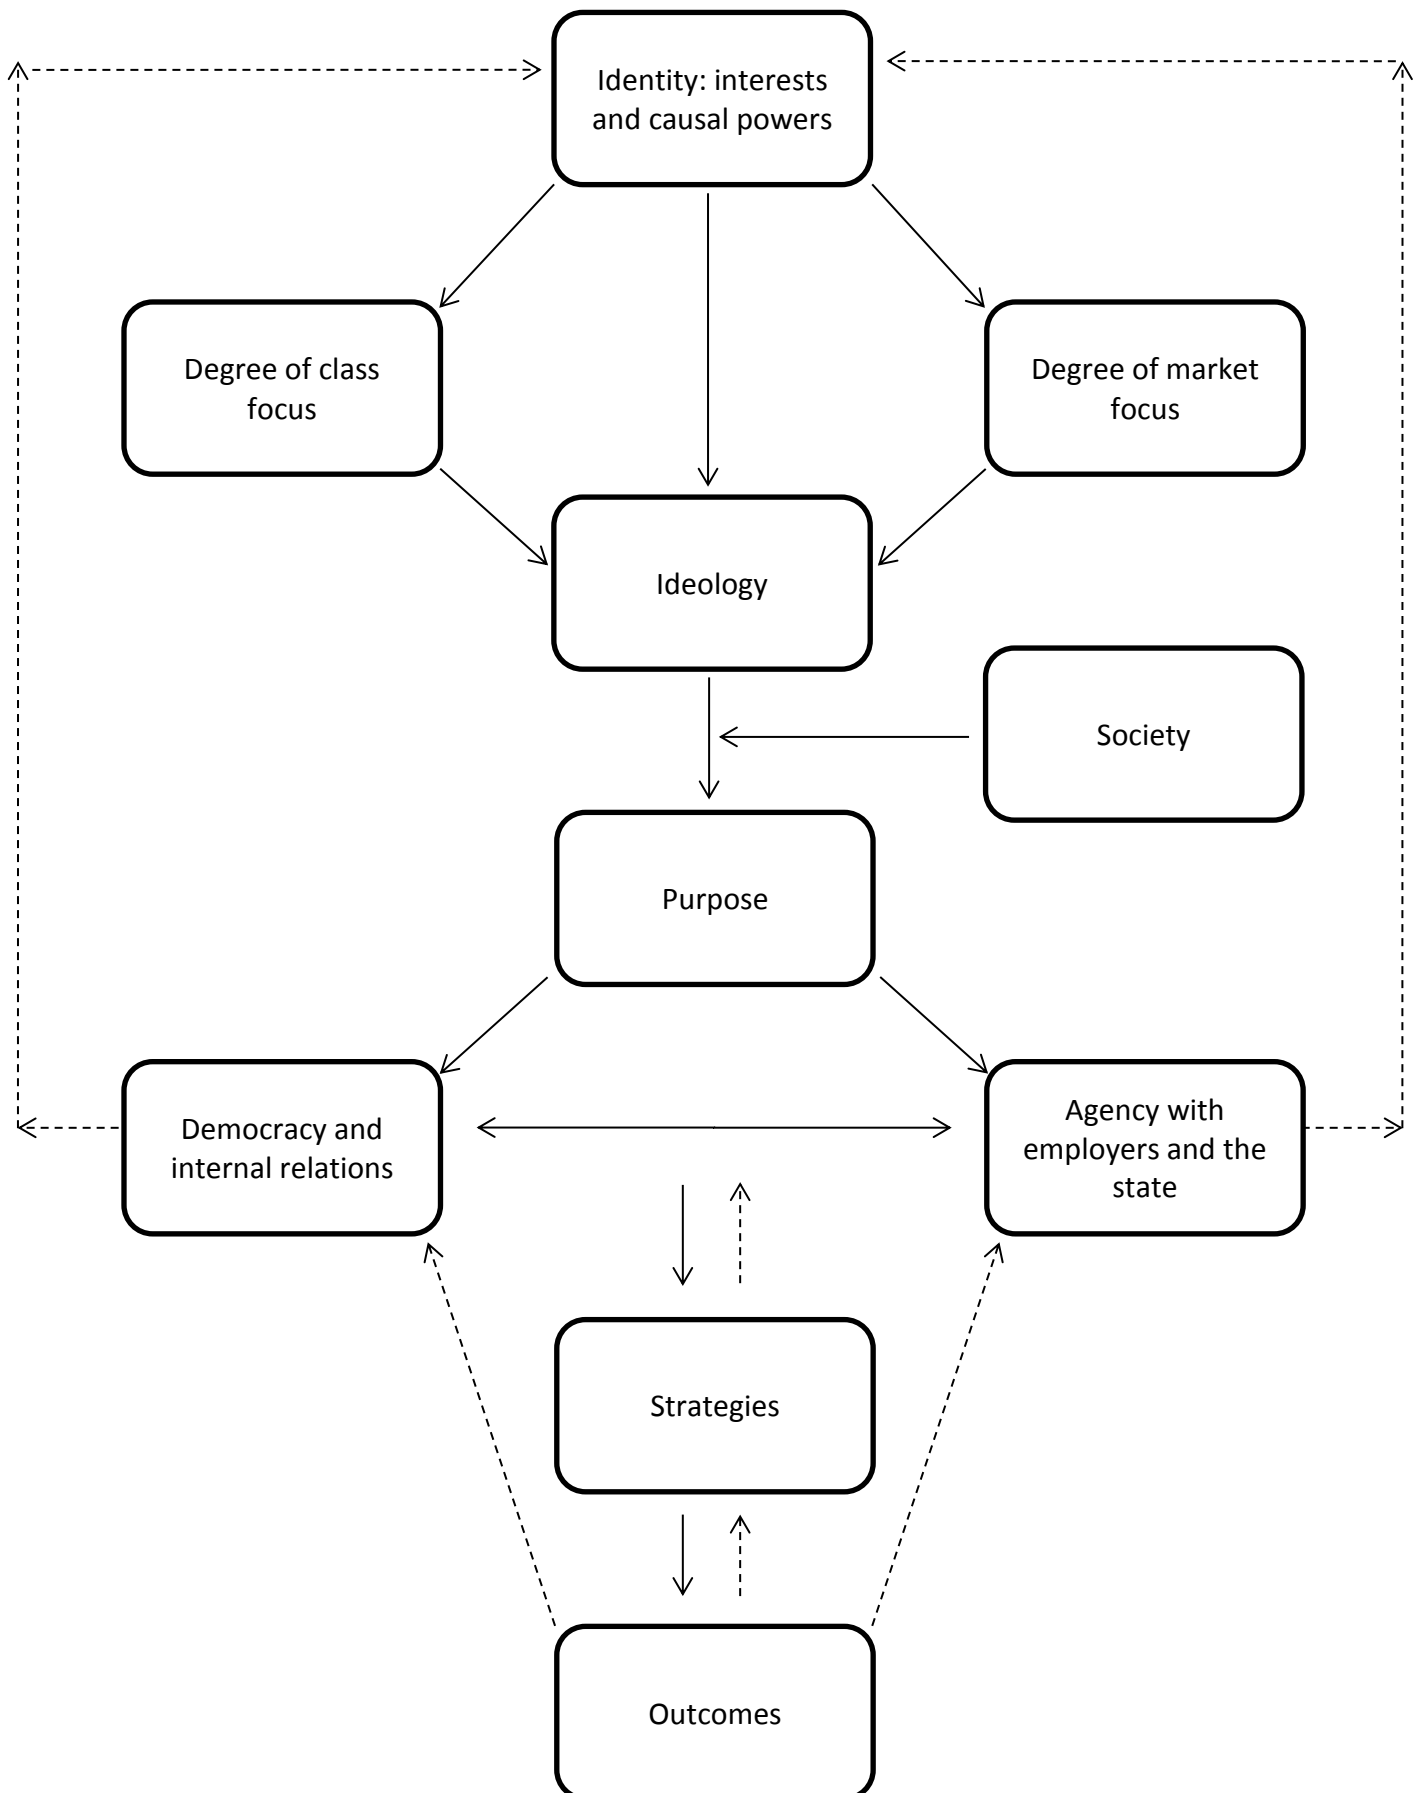 Identity: interests
and causal powers
Degree of class
focus
Degree of market
focus
Ideology
Society
Purpose
Democracy and
internal relations
Agency with
employers and the
state
Strategies
Outcomes